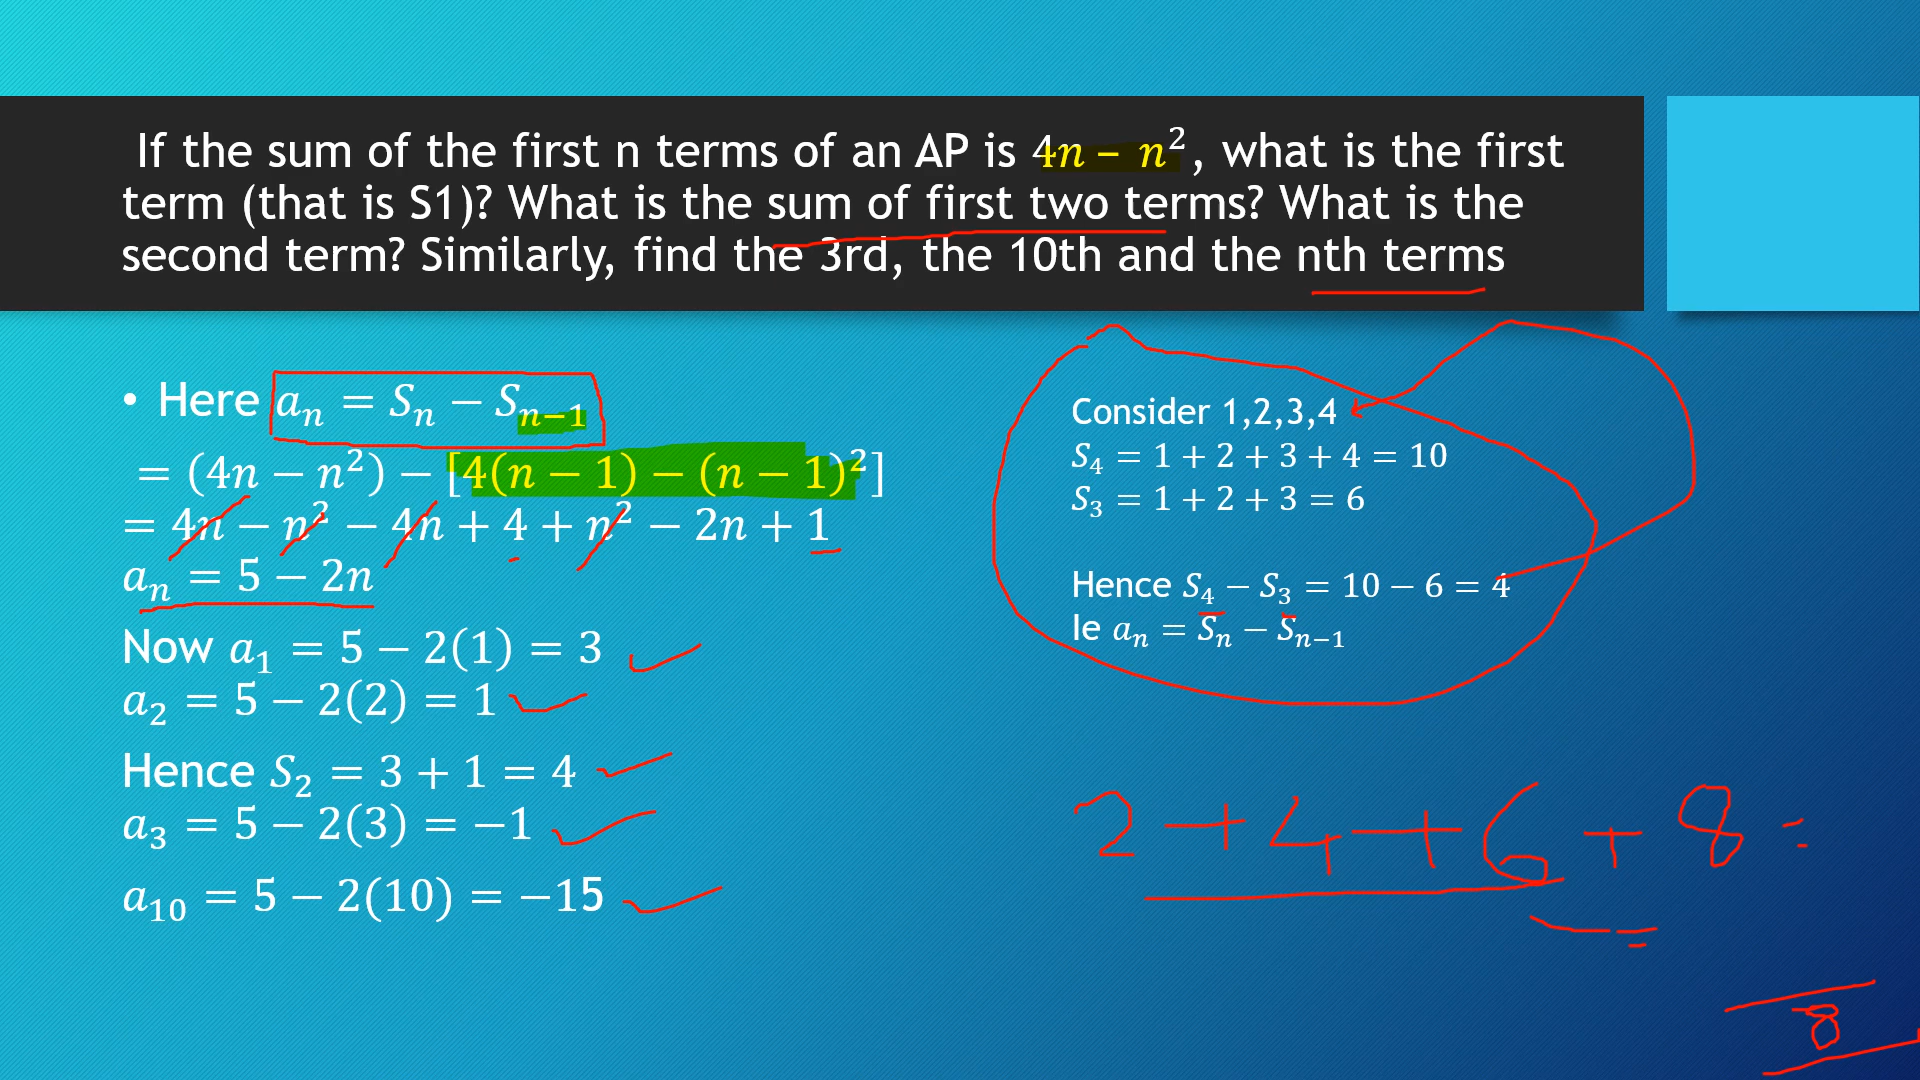 If the sum of the first n terms of an AP is 4n – n², what is the first
term (that is S1)? What is the sum of first two terms? What is the
second term? Similarly, find the 3rd, the 10th and the nth terms
• Here aₙ = Sₙ − Sₙ₋₁
= (4n − n²) − [4(n − 1) − (n − 1)²]
= 4n − n² − 4n + 4 + n² − 2n + 1
aₙ = 5 − 2n
Now a₁ = 5 − 2(1) = 3
a₂ = 5 − 2(2) = 1
Hence S₂ = 3 + 1 = 4
a₃ = 5 − 2(3) = −1
a₁₀ = 5 − 2(10) = −15
Consider 1,2,3,4
S₄ = 1 + 2 + 3 + 4 = 10
S₃ = 1 + 2 + 3 = 6
Hence S₄ − S₃ = 10 − 6 = 4
Ie aₙ = Sₙ − Sₙ₋₁
2 + 4 + 6 + 8 =
8